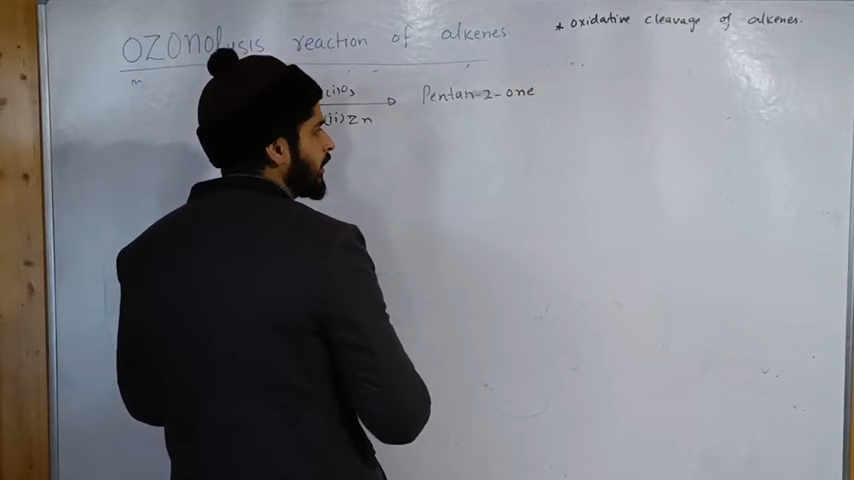 OZONolysis reaction of alkenes
* oxidative cleavage of alkenes.
(i)O3
Pentan-2-one
(ii)Zn